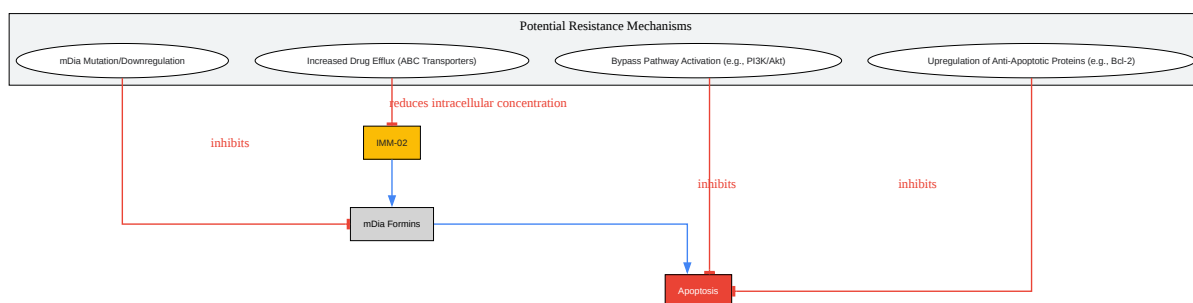 Potential Resistance Mechanisms
mDia Mutation/Downregulation
Increased Drug Efflux (ABC Transporters)
Bypass Pathway Activation (e.g., PI3K/Akt)
Upregulation of Anti-Apoptotic Proteins (e.g., Bcl-2)
reduces intracellular concentration
inhibits
IMM-02
inhibits
inhibits
mDia Formins
Apoptosis